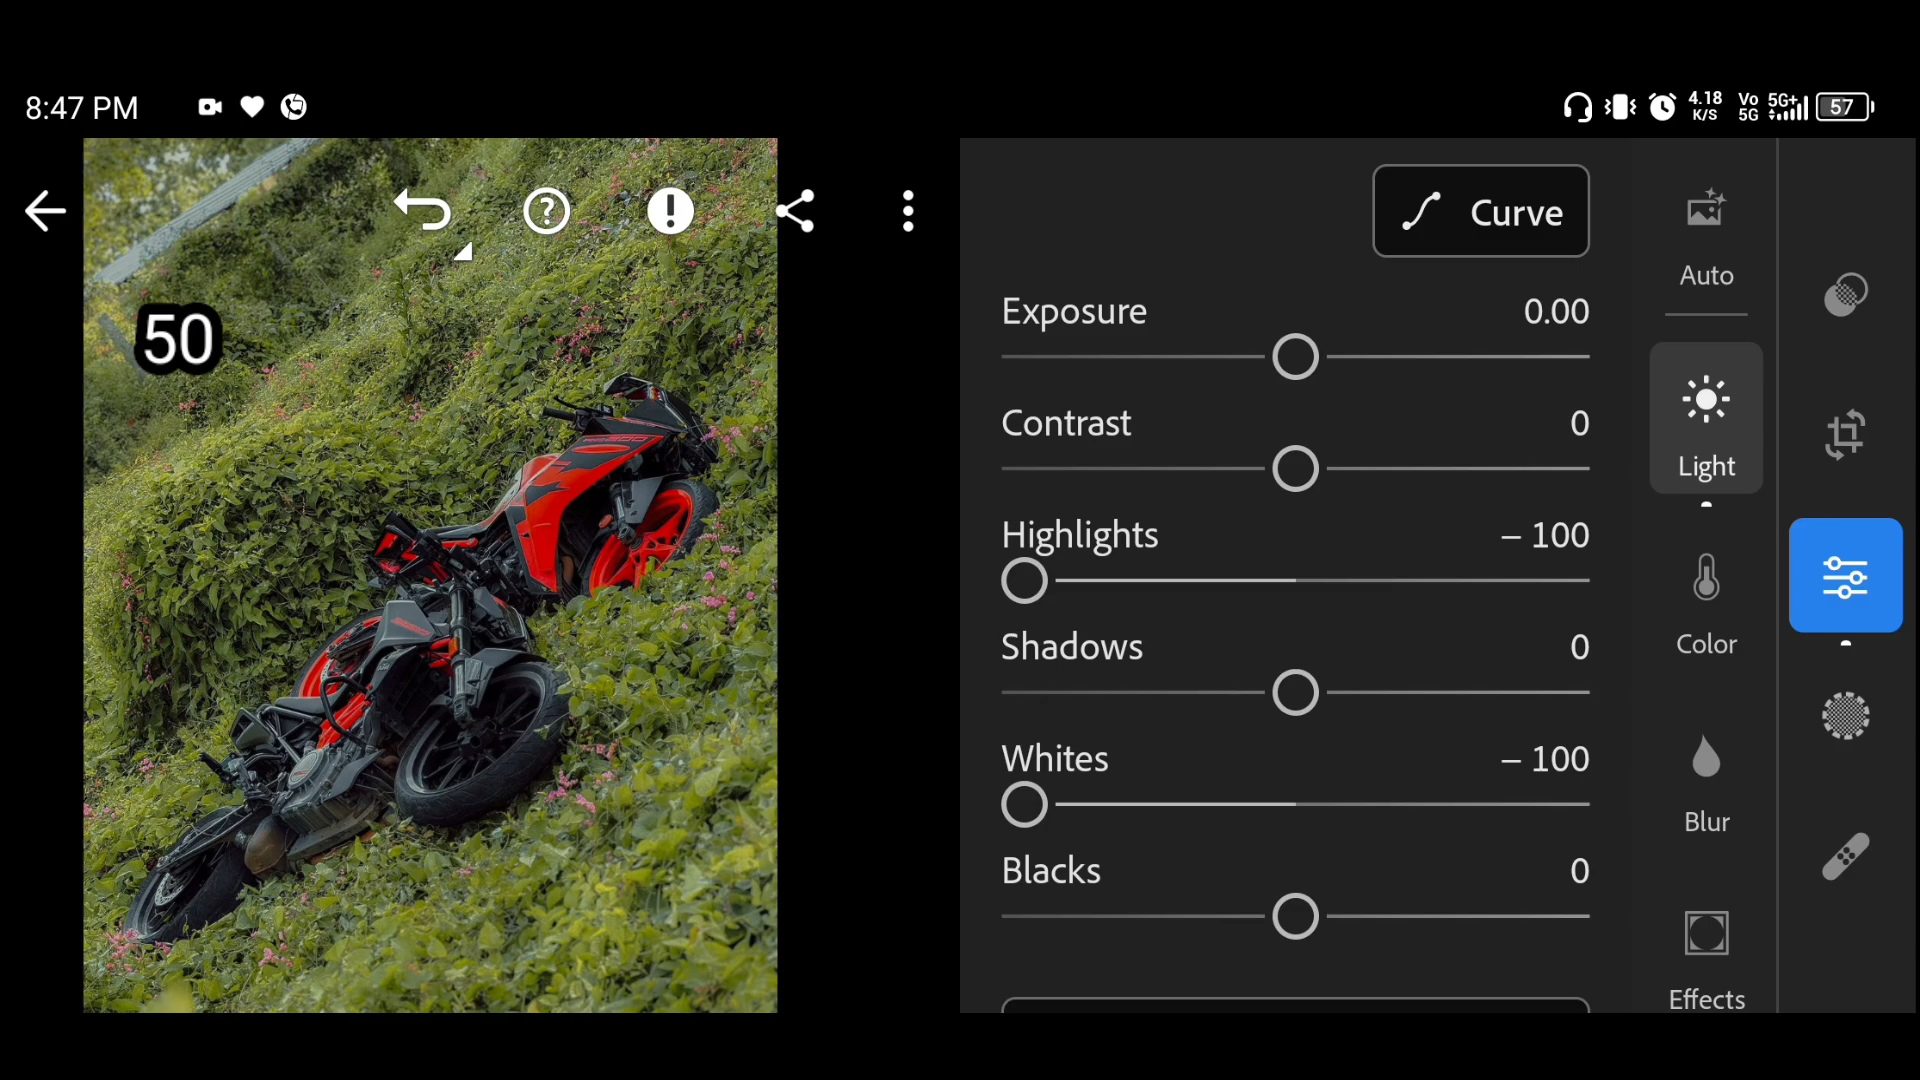 8:47 PM
4.18
K/S
Vo
5G
5G+
57
50
Curve
Exposure 0.00
Contrast 0
Highlights – 100
Shadows 0
Whites – 100
Blacks 0
Auto
Light
Color
Blur
Effects